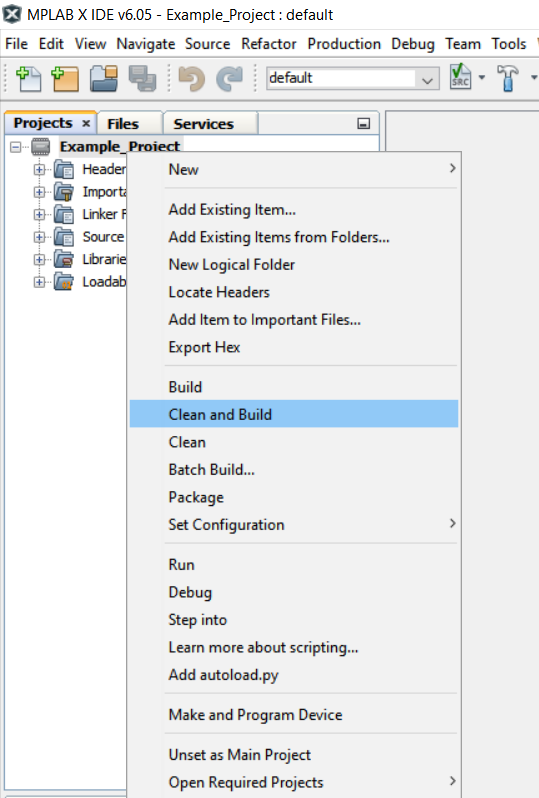 MPLAB X IDE v6.05 - Example_Project : default
File Edit View Navigate Source Refactor Production Debug Team Tools
default
SRC
Projects × Files Services
Example_Project
Header
Importa
Linker F
Source
Librarie
Loadab
New
Add Existing Item...
Add Existing Items from Folders...
New Logical Folder
Locate Headers
Add Item to Important Files...
Export Hex
Build
Clean and Build
Clean
Batch Build...
Package
Set Configuration
Run
Debug
Step into
Learn more about scripting...
Add autoload.py
Make and Program Device
Unset as Main Project
Open Required Projects